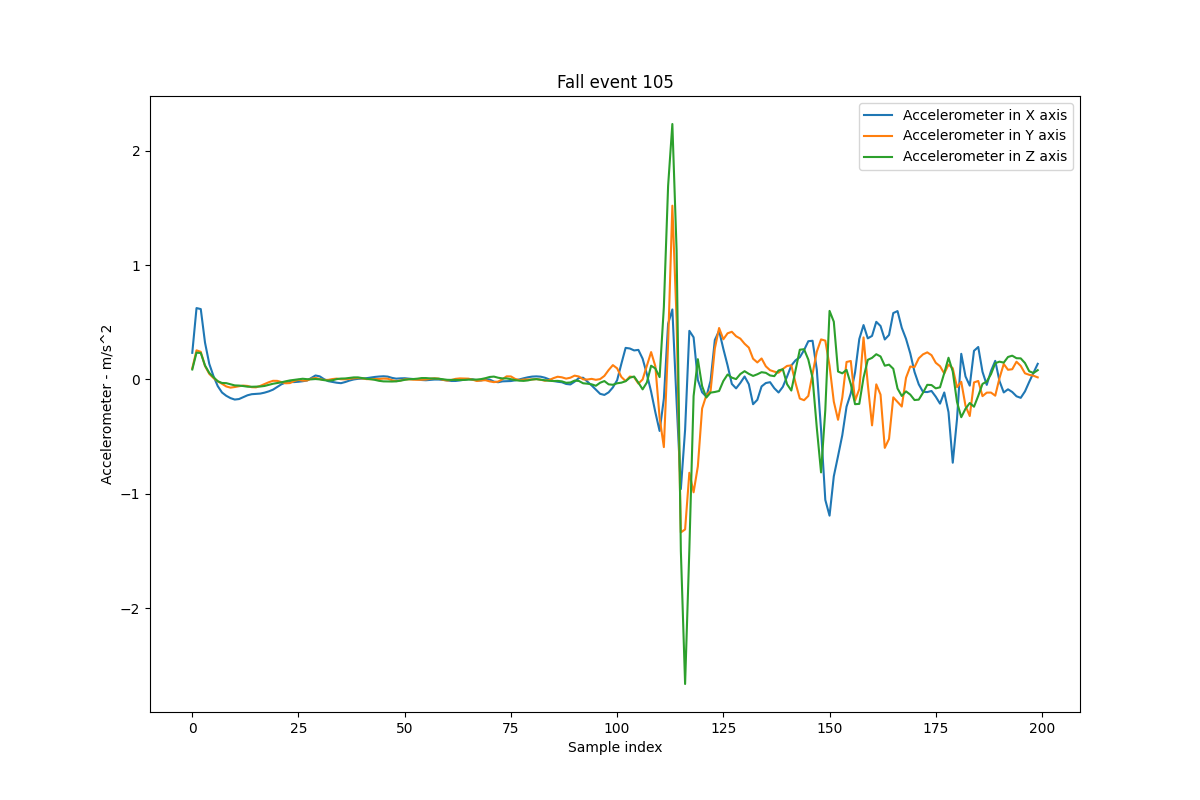 Fall event 105
Accelerometer in X axis
Accelerometer in Y axis
Accelerometer in Z axis
2
1
0
−1
−2
Accelerometer - m/s^2
0 25 50 75 100 125 150 175 200
Sample index